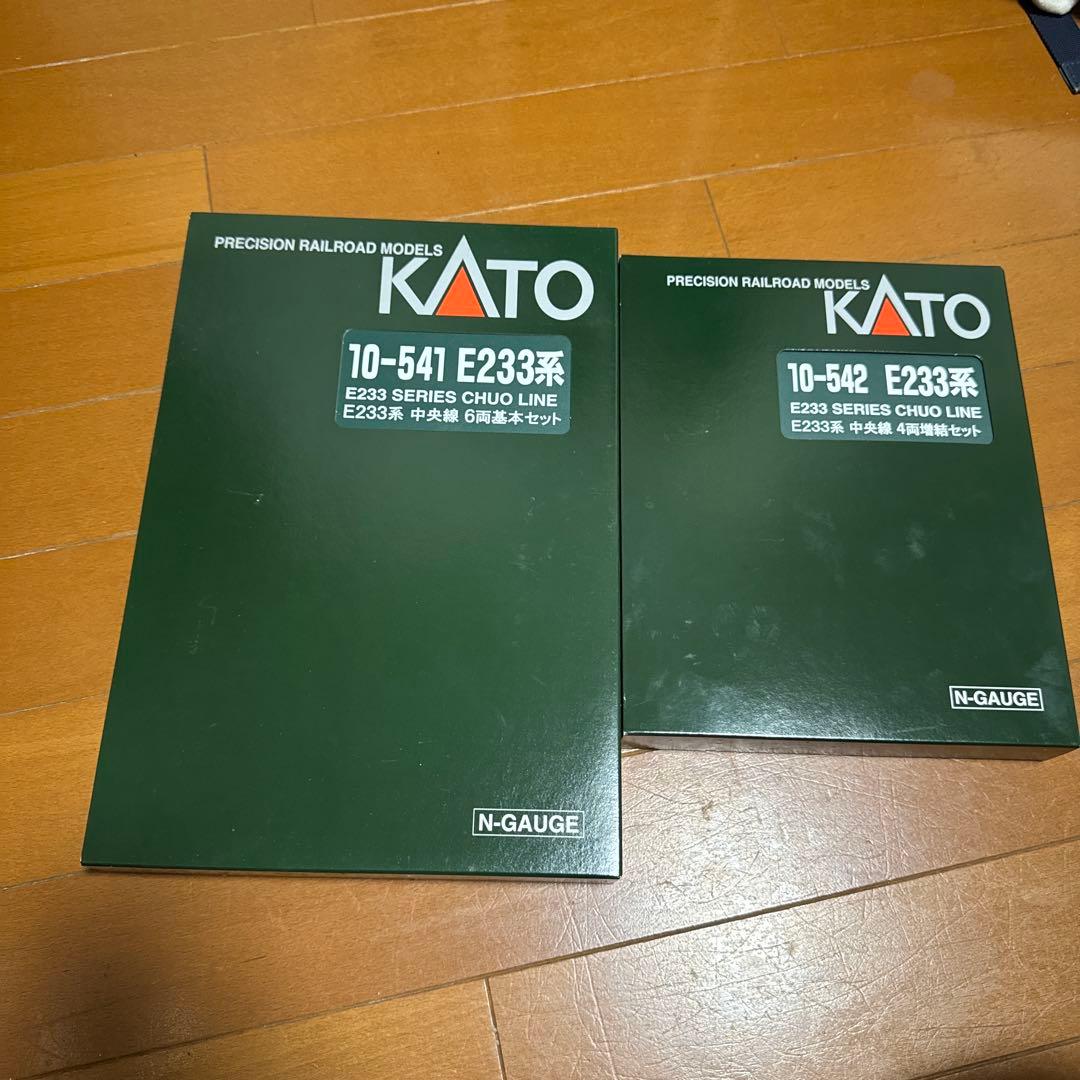 PRECISION RAILROAD MODELS
KATO
10-541 E233系
E233 SERIES CHUO LINE
E233系 中央線 6両基本セット
N-GAUGE
PRECISION RAILROAD MODELS
KATO
10-542 E233系
E233 SERIES CHUO LINE
E233系 中央線 4両増結セット
N-GAUGE